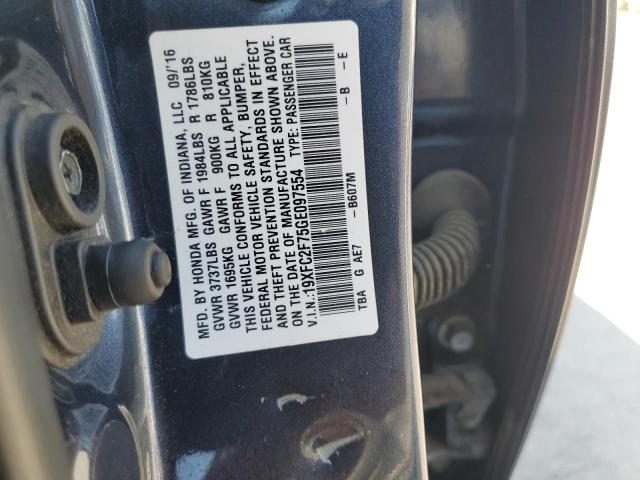 MFD. BY HONDA MFG. OF INDIANA, LLC 09/16
GVWR 3737LBS GAWR F 1984LBS R 1786LBS
GVWR 1695KG GAWR F 900KG R 810KG
THIS VEHICLE CONFORMS TO ALL APPLICABLE
FEDERAL MOTOR VEHICLE SAFETY, BUMPER,
AND THEFT PREVENTION STANDARDS IN EFFECT
ON THE DATE OF MANUFACTURE SHOWN ABOVE.
V.I.N.:19XFC2F75GE097554 TYPE: PASSENGER CAR
TBA G AE7 -B607M -B -E